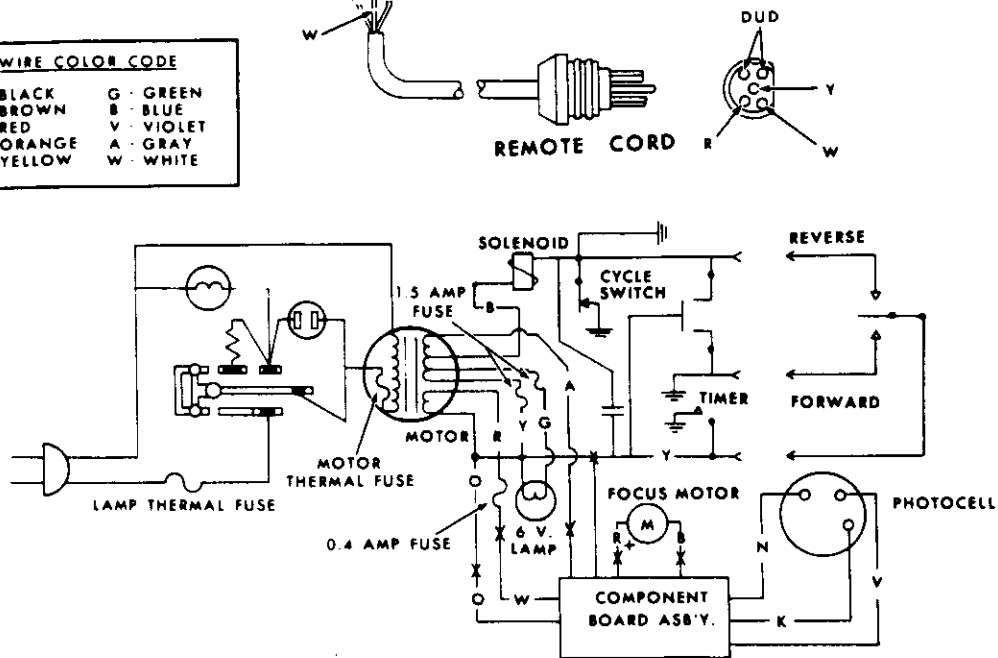 W
DUD
WIRE COLOR CODE
BLACK G - GREEN
BROWN B - BLUE
RED V - VIOLET
ORANGE A - GRAY
YELLOW W - WHITE
Y
REMOTE CORD
R
W
SOLENOID
REVERSE
1.5 AMP
FUSE
CYCLE
SWITCH
B
A
TIMER
FORWARD
MOTOR
R
Y
G
Y
MOTOR
THERMAL FUSE
LAMP THERMAL FUSE
O
FOCUS MOTOR
PHOTOCELL
R
+
M
B
0.4 AMP FUSE
6 V.
LAMP
N
V
O
W
COMPONENT
BOARD ASB'Y.
K